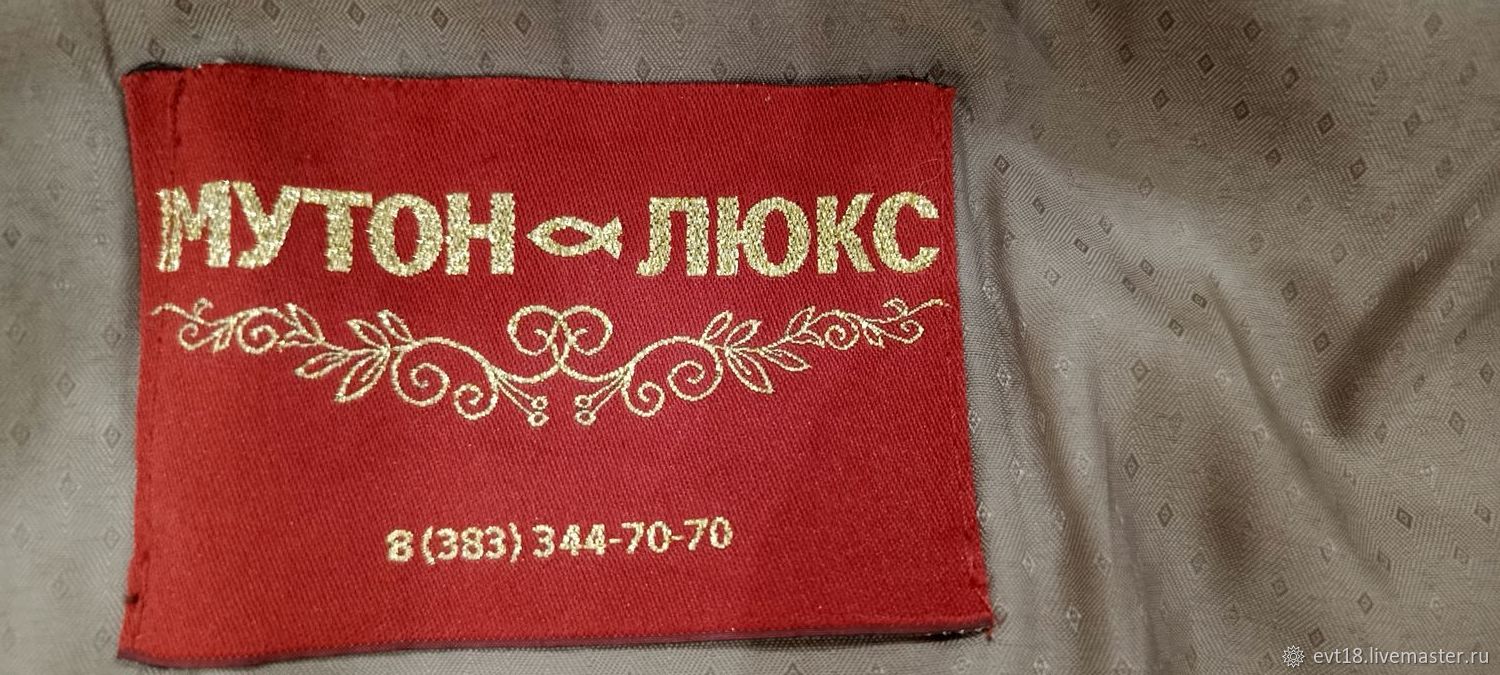 МУТОН ЛЮКС
8 (383) 344-70-70
evt18.livemaster.ru